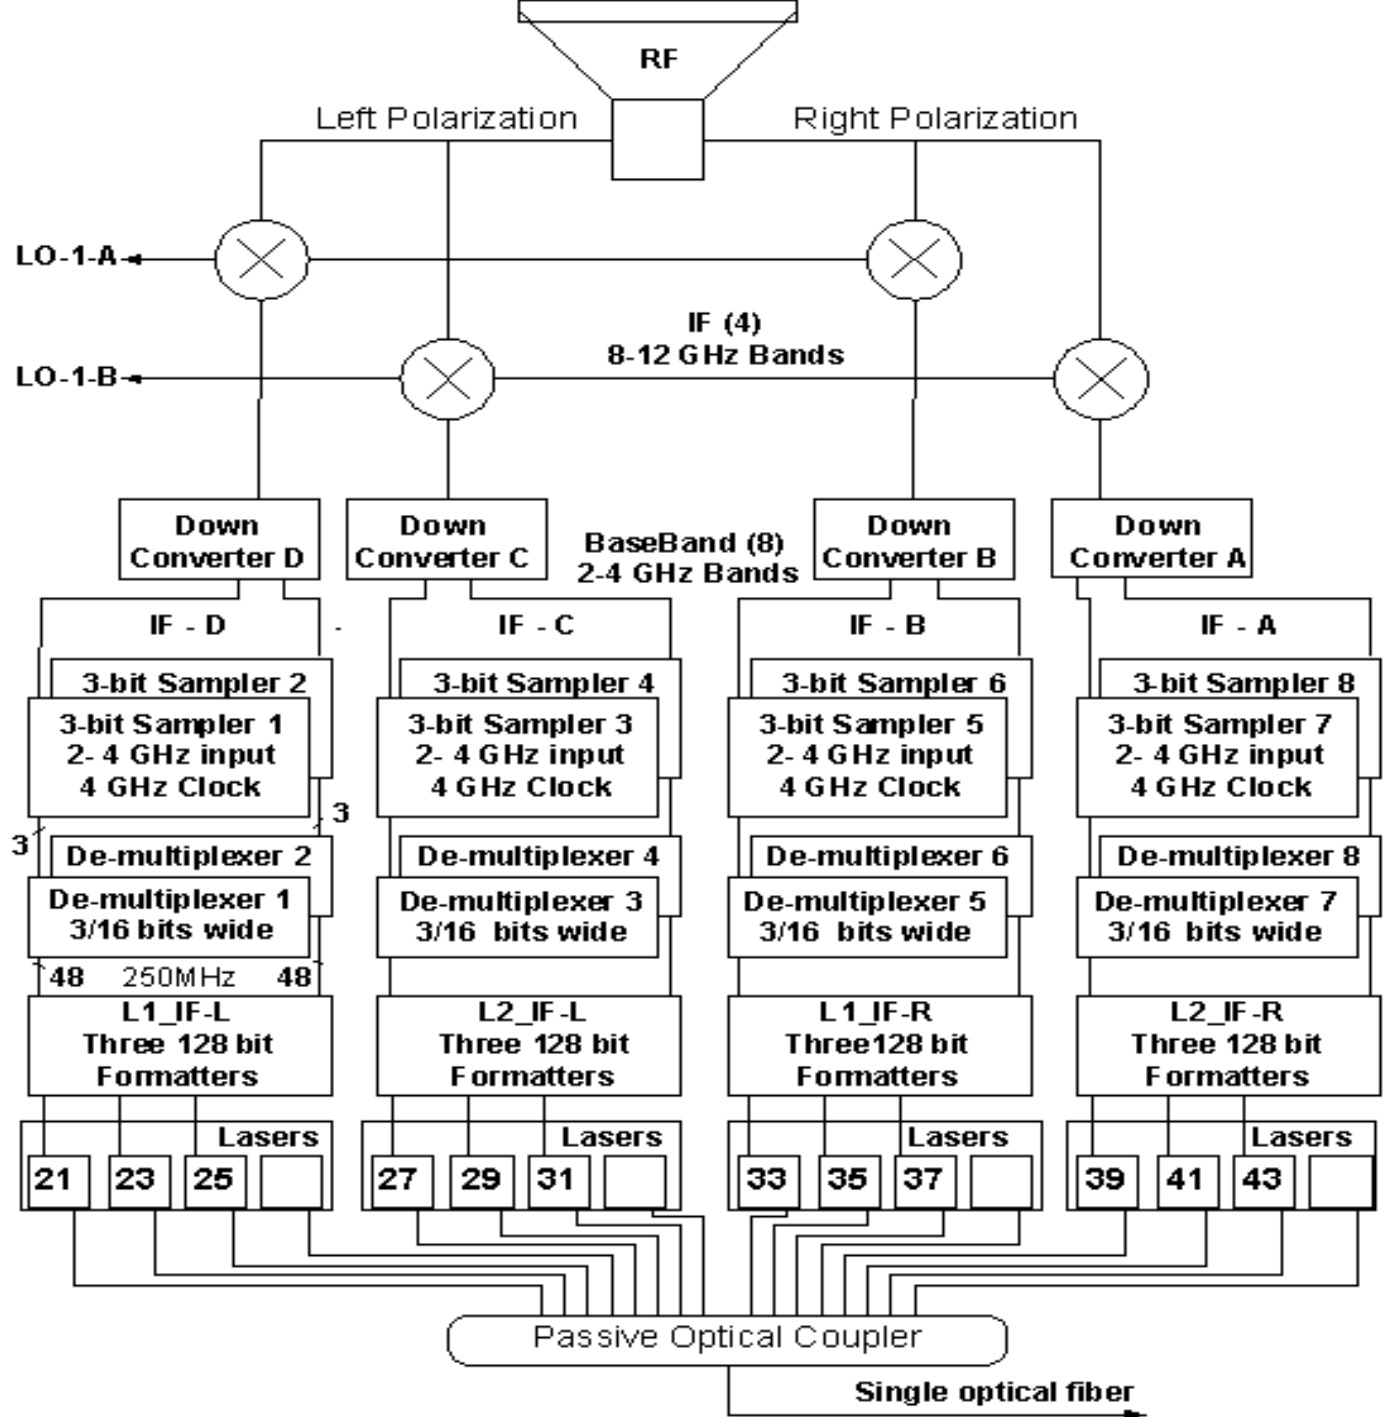 RF
Left Polarization
Right Polarization
LO-1-A
IF (4)
8-12 GHz Bands
LO-1-B
Down
Converter D
Down
Converter C
BaseBand (8)
2-4 GHz Bands
Down
Converter B
Down
Converter A
IF - D
-
IF - C
IF - B
IF - A
3-bit Sampler 2
3-bit Sampler 1
2- 4 GHz input
4 GHz Clock
3-bit Sampler 4
3-bit Sampler 3
2- 4 GHz input
4 GHz Clock
3-bit Sampler 6
3-bit Sampler 5
2- 4 GHz input
4 GHz Clock
3-bit Sampler 8
3-bit Sampler 7
2- 4 GHz input
4 GHz Clock
3
3
De-multiplexer 2
De-multiplexer 1
3/16 bits wide
De-multiplexer 4
De-multiplexer 3
3/16 bits wide
De-multiplexer 6
De-multiplexer 5
3/16 bits wide
De-multiplexer 8
De-multiplexer 7
3/16 bits wide
48 250MHz 48
L1_IF-L
Three 128 bit
Formatters
L2_IF-L
Three 128 bit
Formatters
L1_IF-R
Three128 bit
Formatters
L2_IF-R
Three 128 bit
Formatters
Lasers
21 23 25
Lasers
27 29 31
Lasers
33 35 37
Lasers
39 41 43
Passive Optical Coupler
Single optical fiber